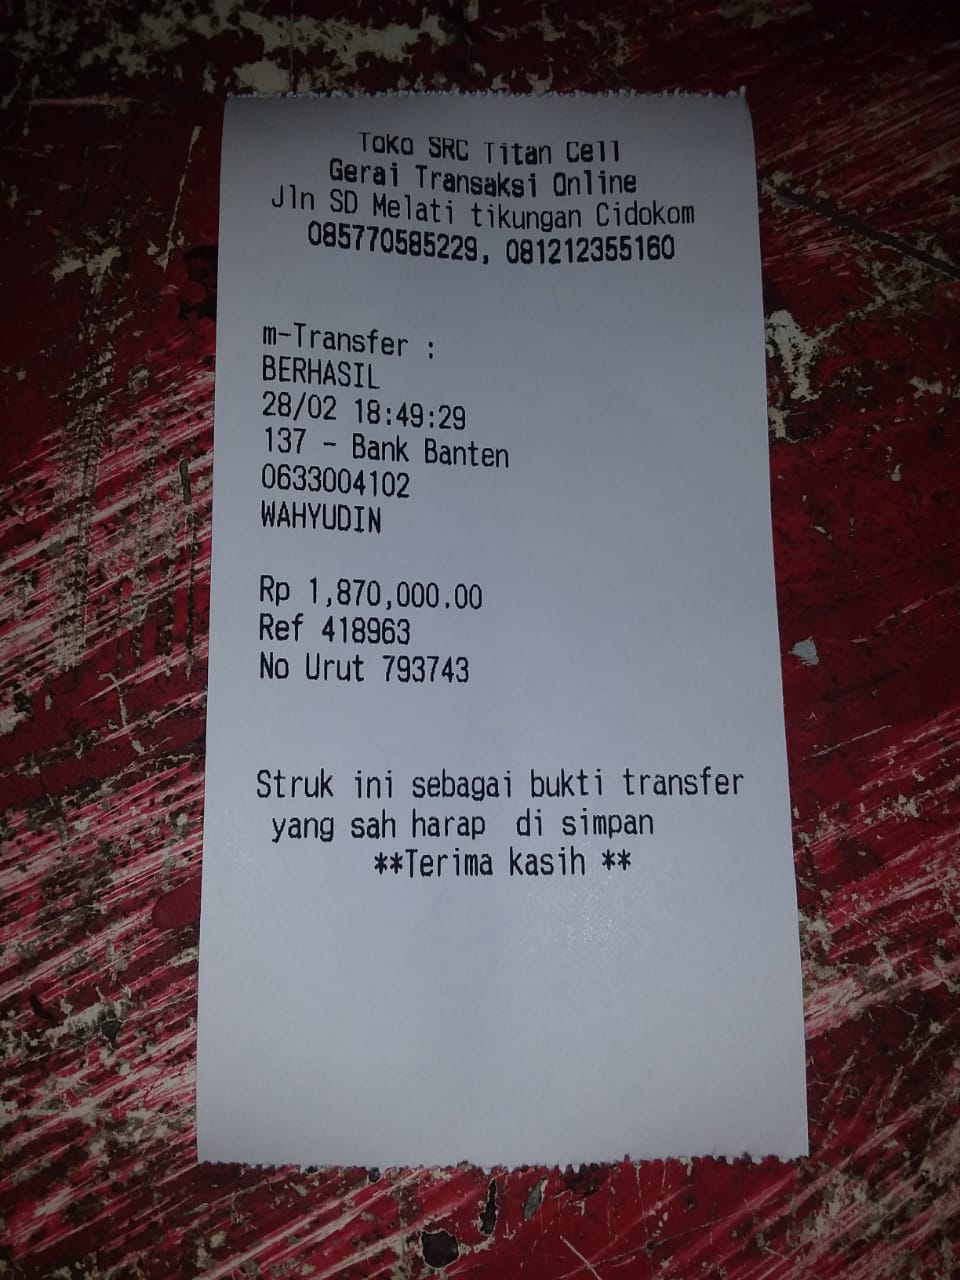 Toko SRC Titan Cell
Gerai Transaksi Online
Jln SD Melati tikungan Cidokom
085770585229, 081212355160
m-Transfer :
BERHASIL
28/02 18:49:29
137 - Bank Banten
0633004102
WAHYUDIN
Rp 1,870,000.00
Ref 418963
No Urut 793743
Struk ini sebagai bukti transfer
yang sah harap di simpan
**Terima kasih **